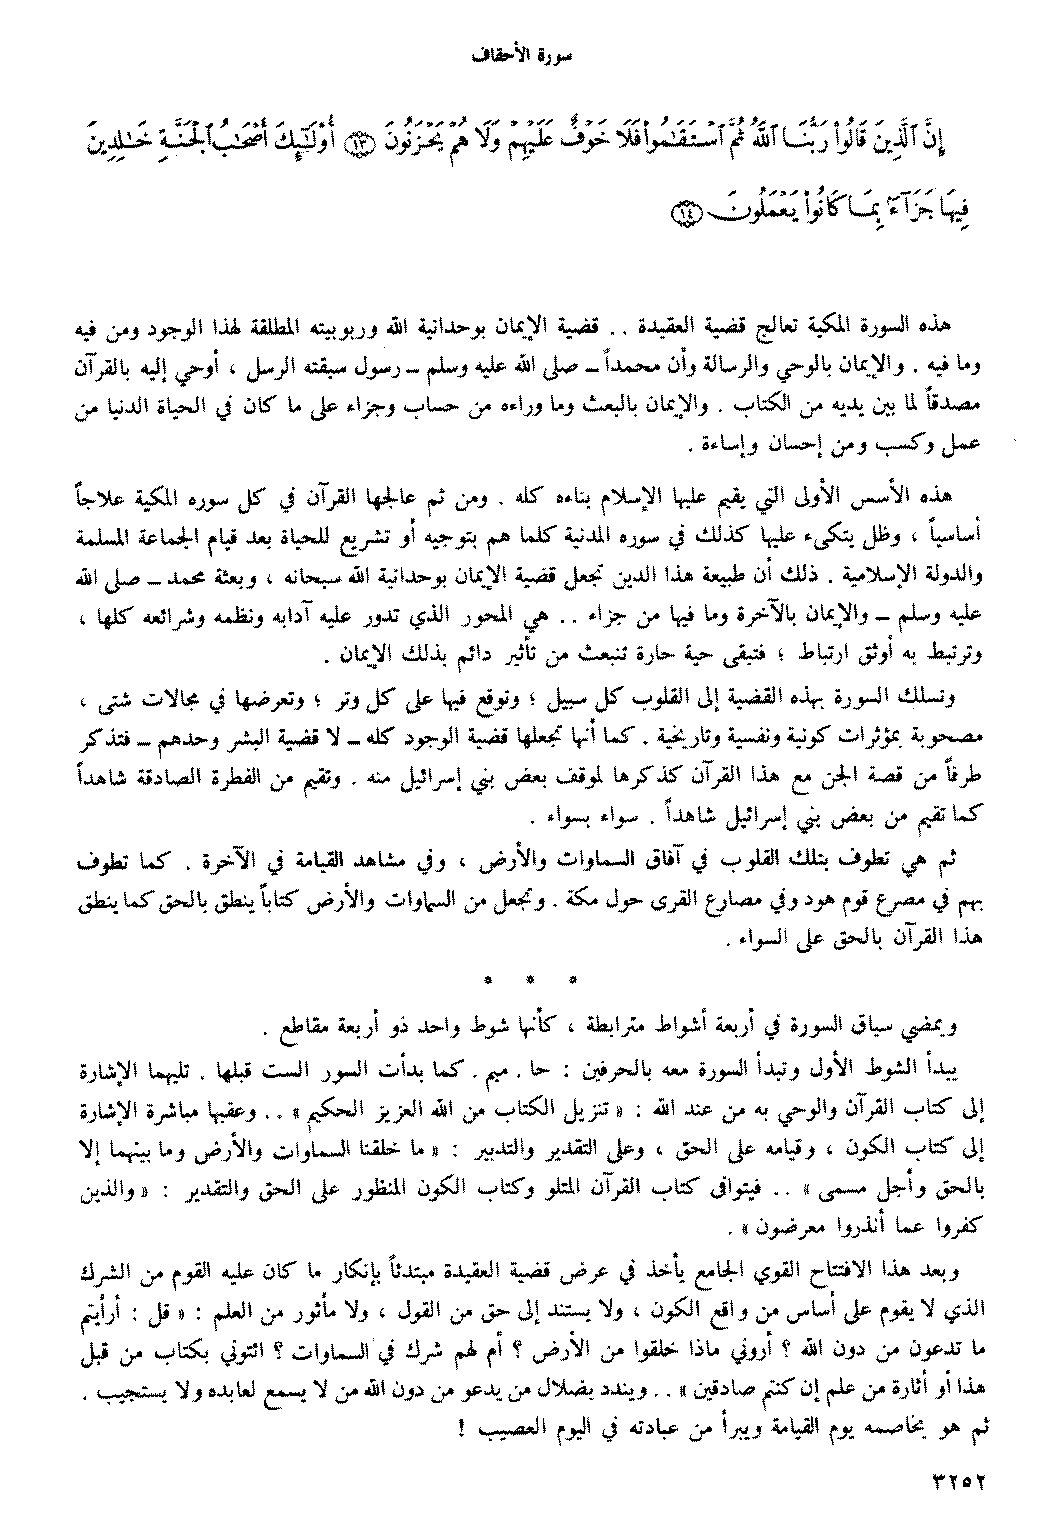 سورة الأحقاف
إِنَّ ٱلَّذِينَ قَالُوا۟ رَبُّنَا ٱللَّهُ ثُمَّ ٱسْتَقَـٰمُوا۟ فَلَا خَوْفٌ عَلَيْهِمْ وَلَا هُمْ يَحْزَنُونَ ﴿١٣﴾ أُو۟لَـٰٓئِكَ أَصْحَـٰبُ ٱلْجَنَّةِ خَـٰلِدِينَ
فِيهَا جَزَآءًۢ بِمَا كَانُوا۟ يَعْمَلُونَ ﴿١٤﴾
هذه السورة المكية تعالج قضية العقيدة .. قضية الإيمان بوحدانية الله وربوبيته المطلقة لهذا الوجود ومن فيه
وما فيه . والإيمان بالوحي والرسالة وأن محمداً ــ صلى الله عليه وسلم ــ رسول سبقته الرسل ، أوحي إليه بالقرآن
مصدقاً لما بين يديه من الكتاب . والإيمان بالبعث وما وراءه من حساب وجزاء على ما كان في الحياة الدنيا من
عمل وكسب ومن إحسان وإساءة .
هذه الأسس الأولى التي يقيم عليها الإسلام بناءه كله . ومن ثم عالجها القرآن في كل سوره المكية علاجاً
أساسياً ، وظل يتكىء عليها كذلك في سوره المدنية كلما هم بتوجيه أو تشريع للحياة بعد قيام الجماعة المسلمة
والدولة الإسلامية . ذلك أن طبيعة هذا الدين تجعل قضية الإيمان بوحدانية الله سبحانه ، وبعثة محمد ــ صلى الله
عليه وسلم ــ والإيمان بالآخرة وما فيها من جزاء .. هي المحور الذي تدور عليه آدابه ونظمه وشرائعه كلها ،
وترتبط به أوثق ارتباط ؛ فتبقى حية حارة تنبعث من تأثير دائم بذلك الإيمان .
وتسلك السورة بهذه القضية إلى القلوب كل سبيل ؛ وتوقع فيها على كل وتر ؛ وتعرضها في مجالات شتى ،
مصحوبة بمؤثرات كونية ونفسية وتاريخية . كما أنها تجعلها قضية الوجود كله ــ لا قضية البشر وحدهم ــ فتذكر
طرفاً من قصة الجن مع هذا القرآن كذكرها لموقف بعض بني إسرائيل منه . وتقيم من الفطرة الصادقة شاهداً
كما تقيم من بعض بني إسرائيل شاهداً . سواء بسواء .
ثم هي تطوف بتلك القلوب في آفاق السماوات والأرض ، وفي مشاهد القيامة في الآخرة . كما تطوف
بهم في مصرع قوم هود وفي مصارع القرى حول مكة . وتجعل من السماوات والأرض كتاباً ينطق بالحق كما ينطق
هذا القرآن بالحق على السواء .
* * *
ويمضي سياق السورة في أربعة أشواط مترابطة ، كأنها شوط واحد ذو أربعة مقاطع .
يبدأ الشوط الأول وتبدأ السورة معه بالحرفين : حا . ميم . كما بدأت السور الست قبلها . تليهما الإشارة
إلى كتاب القرآن والوحي به من عند الله : « تنزيل الكتاب من الله العزيز الحكيم » .. وعقبها مباشرة الإشارة
إلى كتاب الكون ، وقيامه على الحق ، وعلى التقدير والتدبير : « ما خلقنا السماوات والأرض وما بينهما إلا
بالحق وأجل مسمى » .. فيتوافى كتاب القرآن المتلو وكتاب الكون المنظور على الحق والتقدير : « والذين
كفروا عما أنذروا معرضون » .
وبعد هذا الافتتاح القوي الجامع يأخذ في عرض قضية العقيدة مبتدئاً بإنكار ما كان عليه القوم من الشرك
الذي لا يقوم على أساس من واقع الكون ، ولا يستند إلى حق من القول ، ولا مأثور من العلم : « قل : أرأيتم
ما تدعون من دون الله ؟ أروني ماذا خلقوا من الأرض ؟ أم لهم شرك في السماوات ؟ ائتوني بكتاب من قبل
هذا أو أثارة من علم إن كنتم صادقين » .. ويندد بضلال من يدعو من دون الله من لا يسمع لعابده ولا يستجيب .
ثم هو يخاصمه يوم القيامة ويبرأ من عبادته في اليوم العصيب !
٣٢٥٢